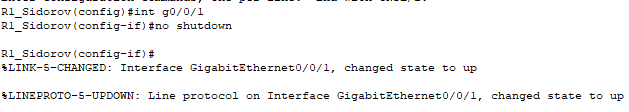 R1_Sidorov(config)#int g0/0/1
R1_Sidorov(config-if)#no shutdown
R1_Sidorov(config-if)#
%LINK-5-CHANGED: Interface GigabitEthernet0/0/1, changed state to up
%LINEPROTO-5-UPDOWN: Line protocol on Interface GigabitEthernet0/0/1, changed state to up